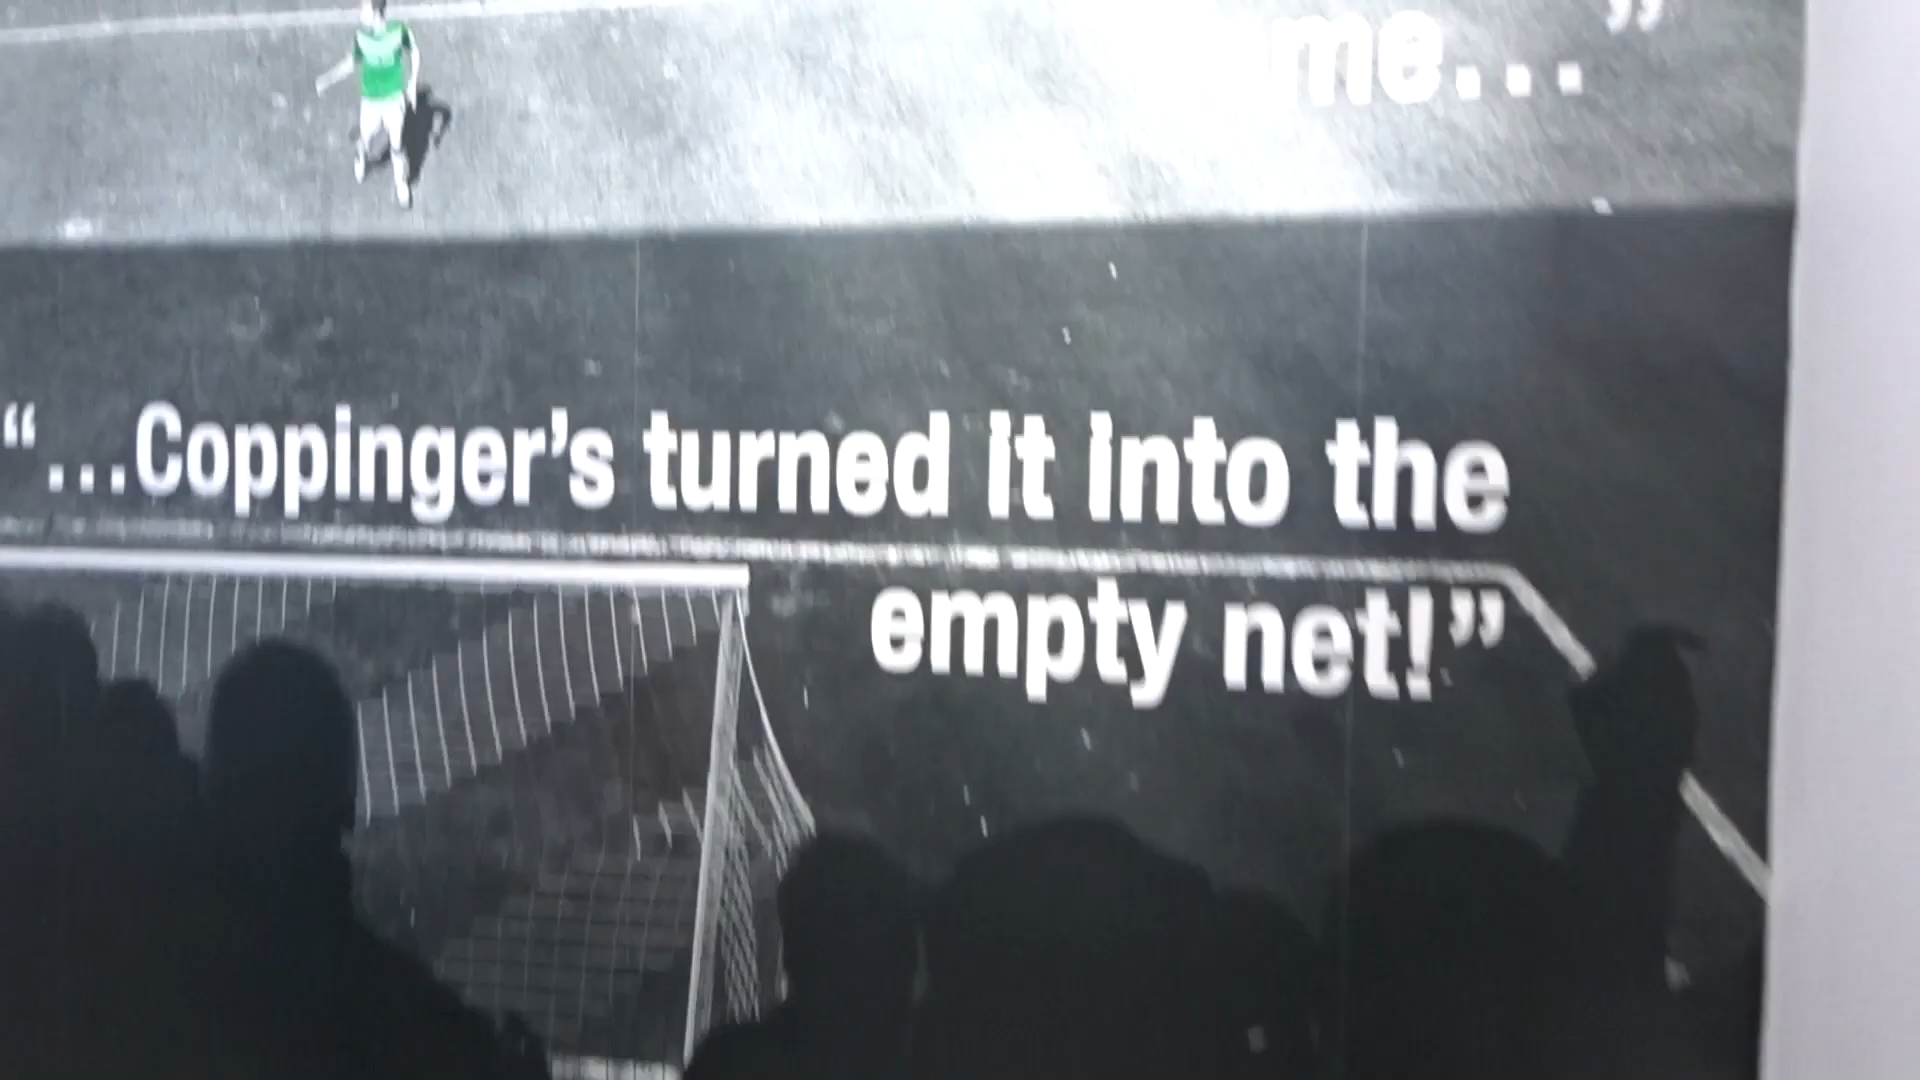 me...”
“...Coppinger’s turned it into the
empty net!”